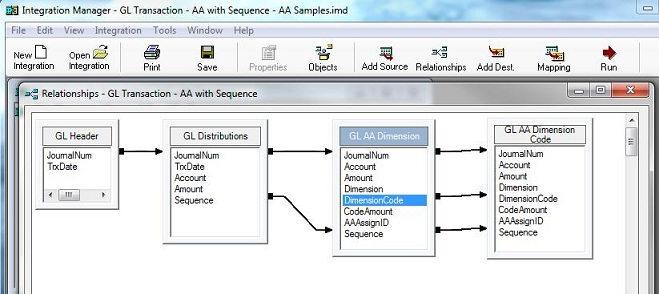 Integration Manager - GL Transaction - AA with Sequence - AA Samples.imd
File Edit View Integration Tools Window Help
New Integration
Open Integration
Print
Save
Properties
Objects
Add Source
Relationships
Add Dest.
Mapping
Run
Relationships - GL Transaction - AA with Sequence
GL Header
JournalNum
TrxDate
GL Distributions
JournalNum
TrxDate
Account
Amount
Sequence
GL AA Dimension
JournalNum
Account
Amount
Dimension
DimensionCode
CodeAmount
AAAssignID
Sequence
GL AA Dimension
Code
JournalNum
Account
Amount
Dimension
DimensionCode
CodeAmount
AAAssignID
Sequence